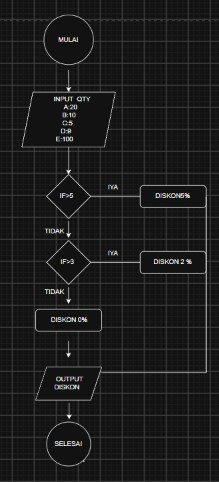 MULAI
INPUT QTY
A:20
B:10
C:5
D:9
E:100
IF>5
IYA
DISKON5%
TIDAK
IF>3
IYA
DISKON 2 %
TIDAK
DISKON 0%
OUTPUT
DISKON
SELESAI